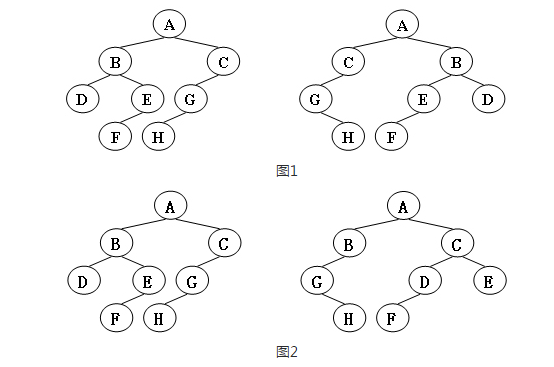 A A
B C C B
D E G G E D
F H H F
图1
A A
B C B C
D E G G D E
F H H F
图2